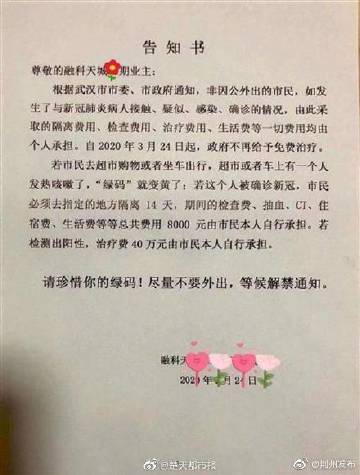 告知书
尊敬的融科天城期业主:
根据武汉市市委、市政府通知,非因公外出的市民,如发
生了与新冠肺炎病人接触、疑似、感染、确诊的情况,由此采
取的隔离费用、检查费用、治疗费用、生活费等一切费用均由
个人承担。自2020年3月24日起,政府不再给予免费治疗。
若市民去超市购物或者坐车出行,超市或者车上有一个人
发热咳嗽了,“绿码”就变黄了;若这个人被确诊新冠,市民
必须去指定的地方隔离14天,期间的检查费、抽血、CI、住
宿费、生活费等等总共费用8000元由市民本人自行承担。若
检测出阳性,治疗费40万元由市民本人自行承担。
请珍惜你的绿码!尽量不要外出,等候解禁通知。
融科天
2020年月24日
@楚天都市报
@荆州发布